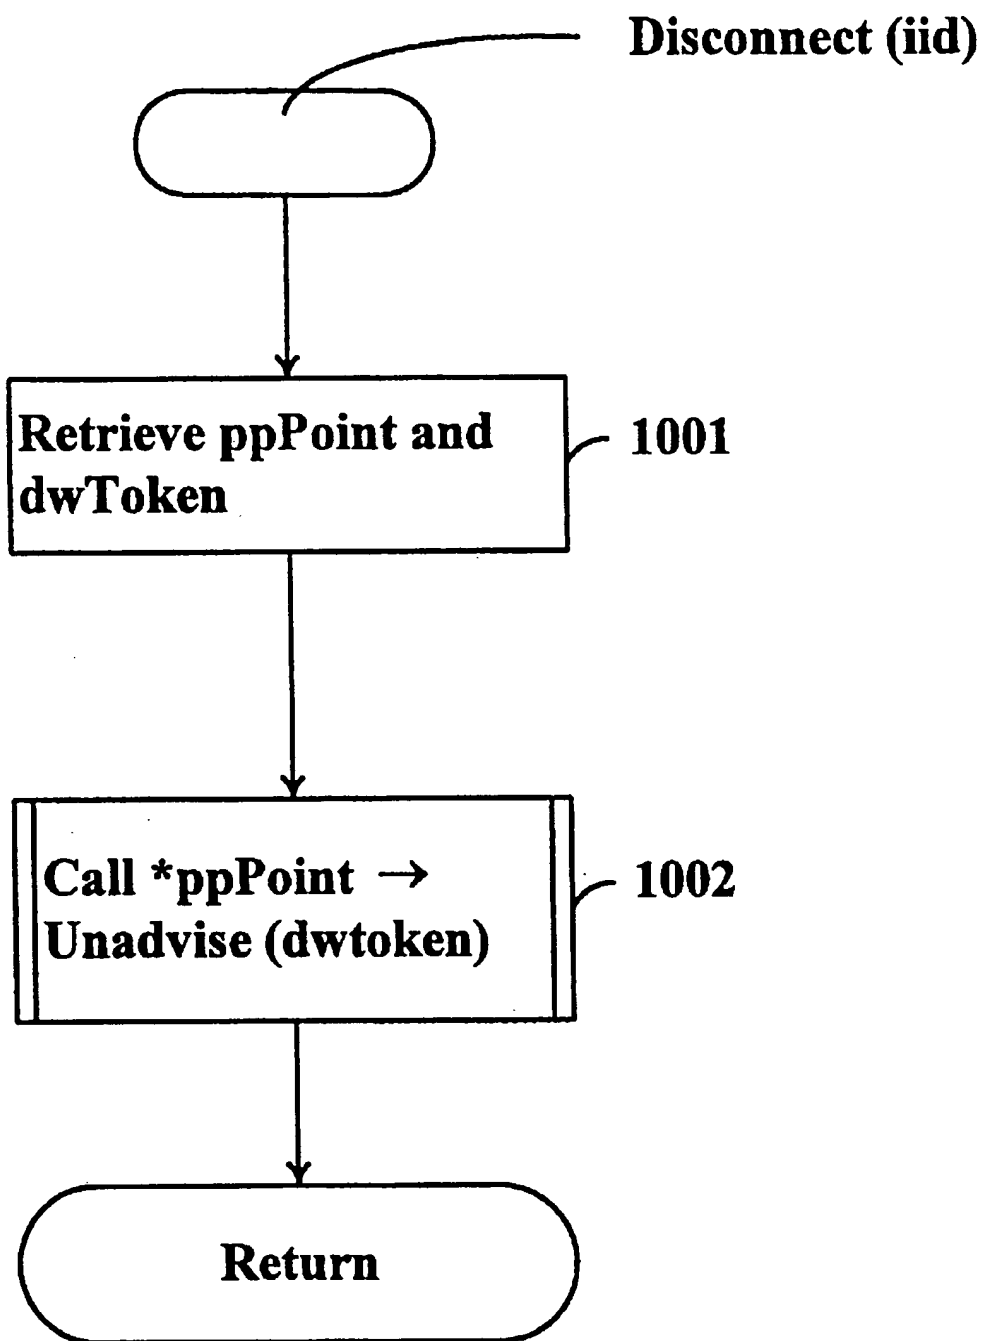 Disconnect (iid)
Retrieve ppPoint and
dwToken
1001
Call *ppPoint →
Unadvise (dwtoken)
1002
Return